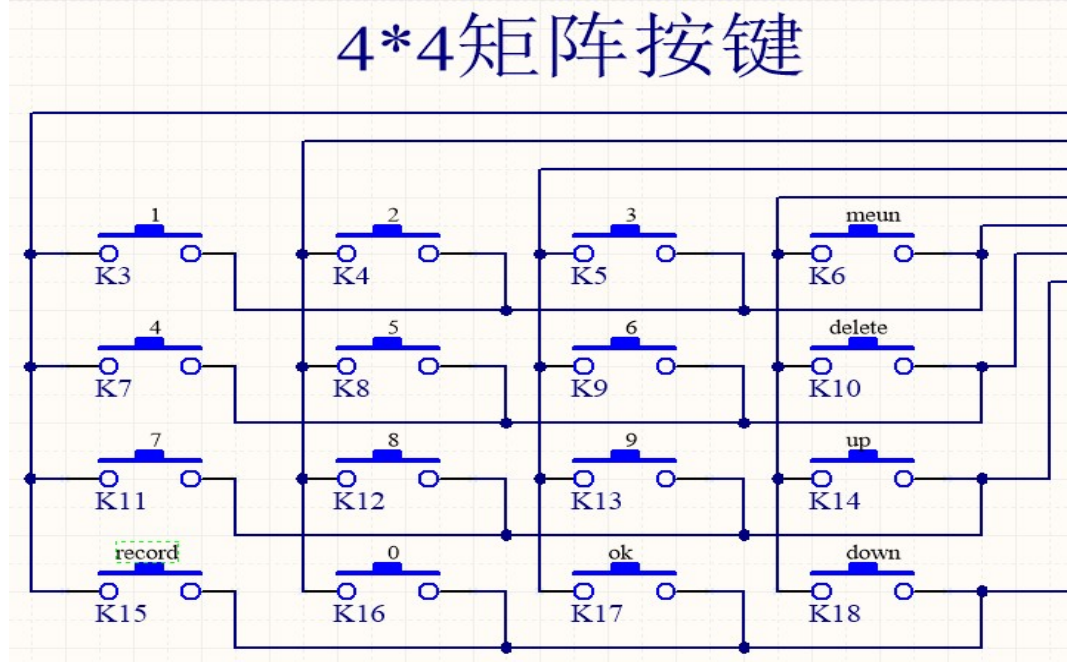 4*4矩阵按键
1 2 3 meun
K3 K4 K5 K6
4 5 6 delete
K7 K8 K9 K10
7 8 9 up
K11 K12 K13 K14
record 0 ok down
K15 K16 K17 K18